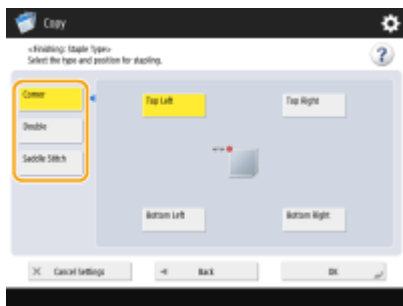 Copy
<Finishing: Staple Type>
Select the type and position for stapling.
Corner
Top Left
Top Right
Double
Saddle Stitch
Bottom Left
Bottom Right
Cancel Settings
Back
OK